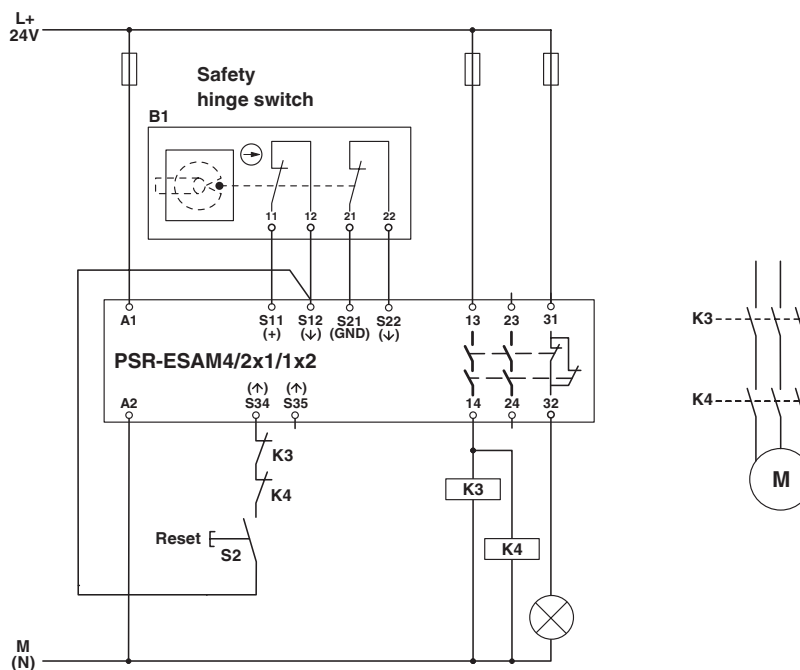 L+
24V
Safety
hinge switch
B1
11 12 21 22
A1 S11 S12 S21 S22 13 23 31
(+) (↓) (GND) (↓)
PSR-ESAM4/2x1/1x2
(↑) (↑)
A2 S34 S35 14 24 32
K3
K4
Reset
S2
K3
K4
M
(N)
K3
K4
M